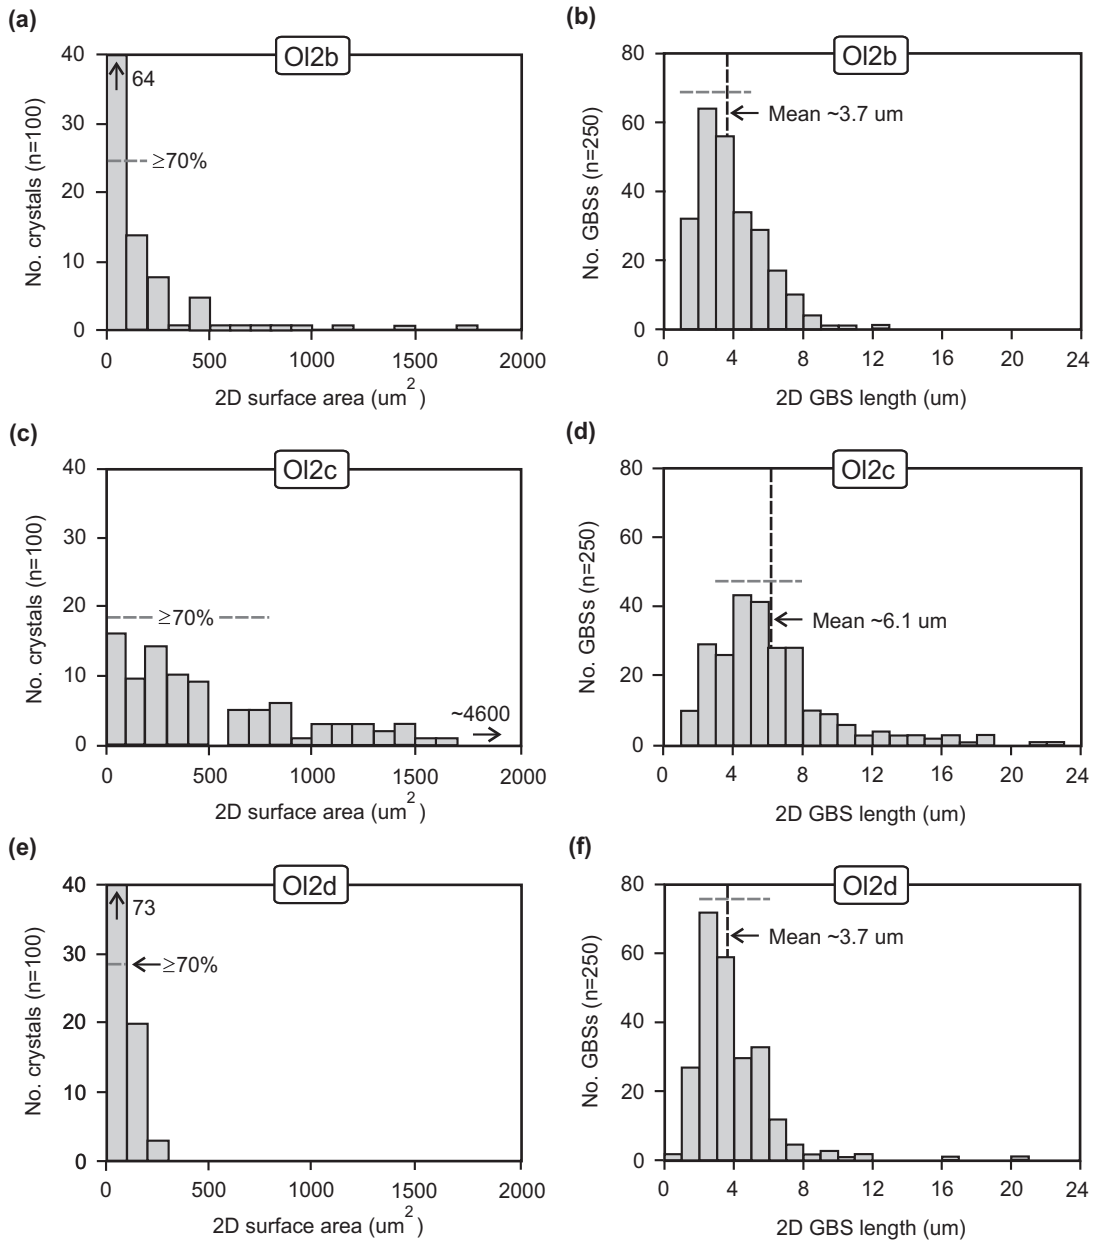 (a)
Ol2b
40
30
20
10
0
64
≥70%
No. crystals (n=100)
0 500 1000 1500 2000
2D surface area (um²)
(b)
Ol2b
80
60
40
20
0
Mean ~3.7 um
No. GBSs (n=250)
0 4 8 12 16 20 24
2D GBS length (um)
(c)
Ol2c
40
30
20
10
0
≥70%
~4600
No. crystals (n=100)
0 500 1000 1500 2000
2D surface area (um²)
(d)
Ol2c
80
60
40
20
0
Mean ~6.1 um
No. GBSs (n=250)
0 4 8 12 16 20 24
2D GBS length (um)
(e)
Ol2d
40
30
20
10
0
73
≥70%
No. crystals (n=100)
0 500 1000 1500 2000
2D surface area (um²)
(f)
Ol2d
80
60
40
20
0
Mean ~3.7 um
No. GBSs (n=250)
0 4 8 12 16 20 24
2D GBS length (um)